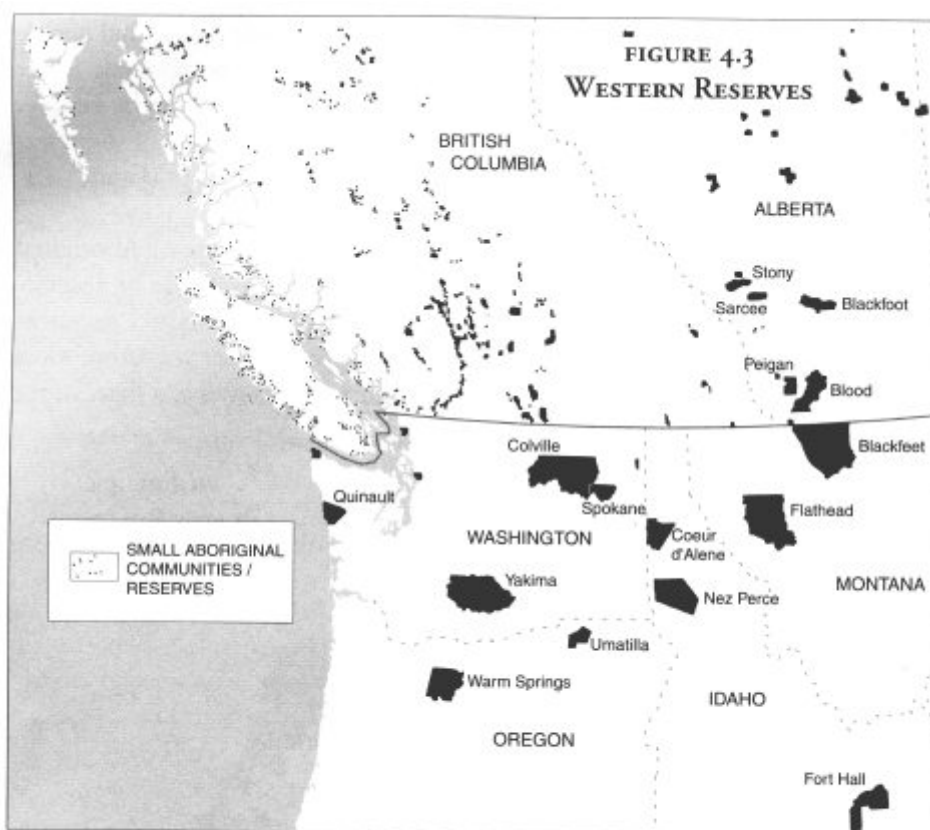 FIGURE 4.3
WESTERN RESERVES
BRITISH
COLUMBIA
ALBERTA
Stony
Sarcee
Blackfoot
Peigan
Blood
Colville
Blackfeet
Quinault
Spokane
Flathead
WASHINGTON
Coeur
d'Alene
SMALL ABORIGINAL
COMMUNITIES /
RESERVES
Yakima
Nez Perce
MONTANA
Umatilla
Warm Springs
IDAHO
OREGON
Fort Hall